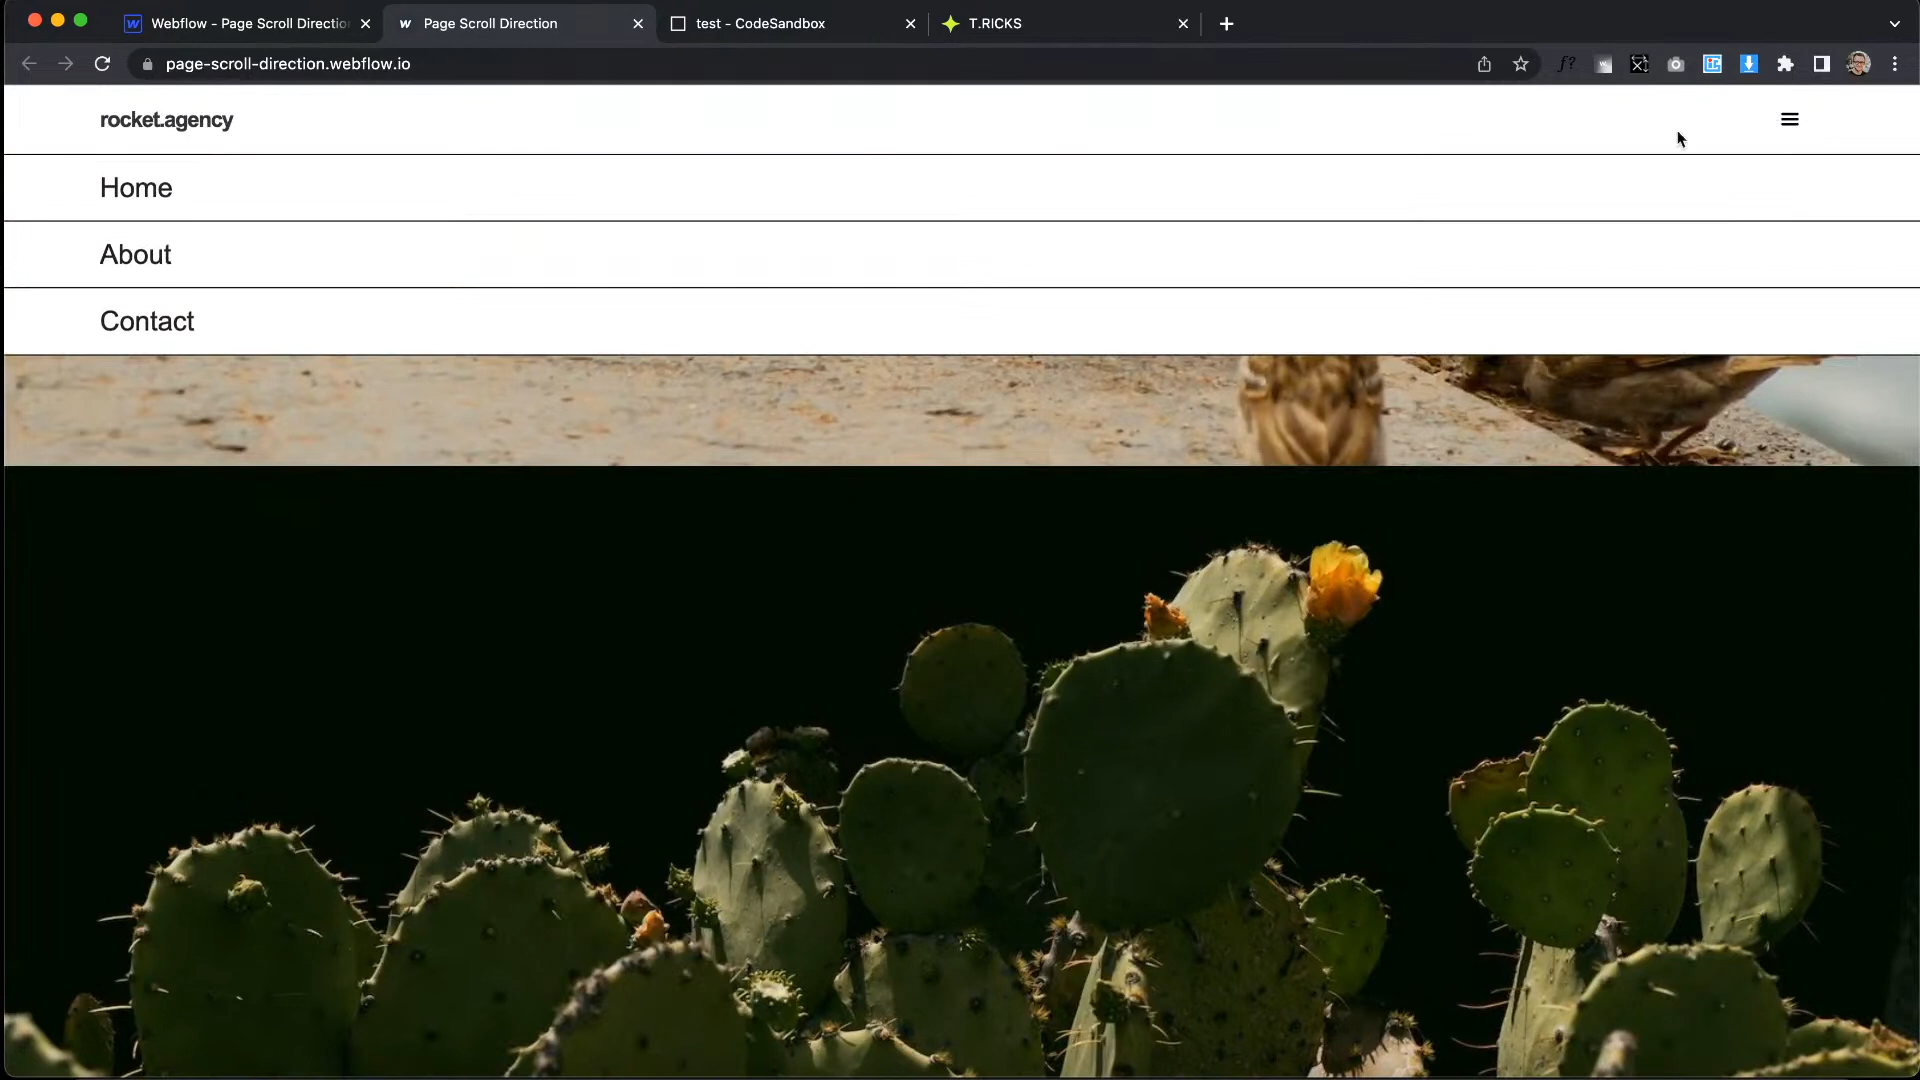 Webflow - Page Scroll Directio
Page Scroll Direction
test - CodeSandbox
T.RICKS
page-scroll-direction.webflow.io
f?
rocket.agency
Home
About
Contact